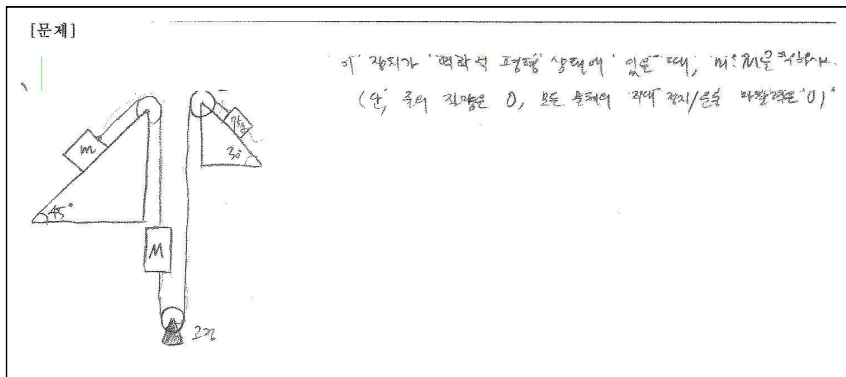 [문제]
이 장치가 '역학적 평형' 상태에 있을 때, m:M을 구하시오.
(단, 줄의 질량은 0, 모든 물체의 최대 정지/운동 마찰력은 0)
m
45°
M
30°
고정